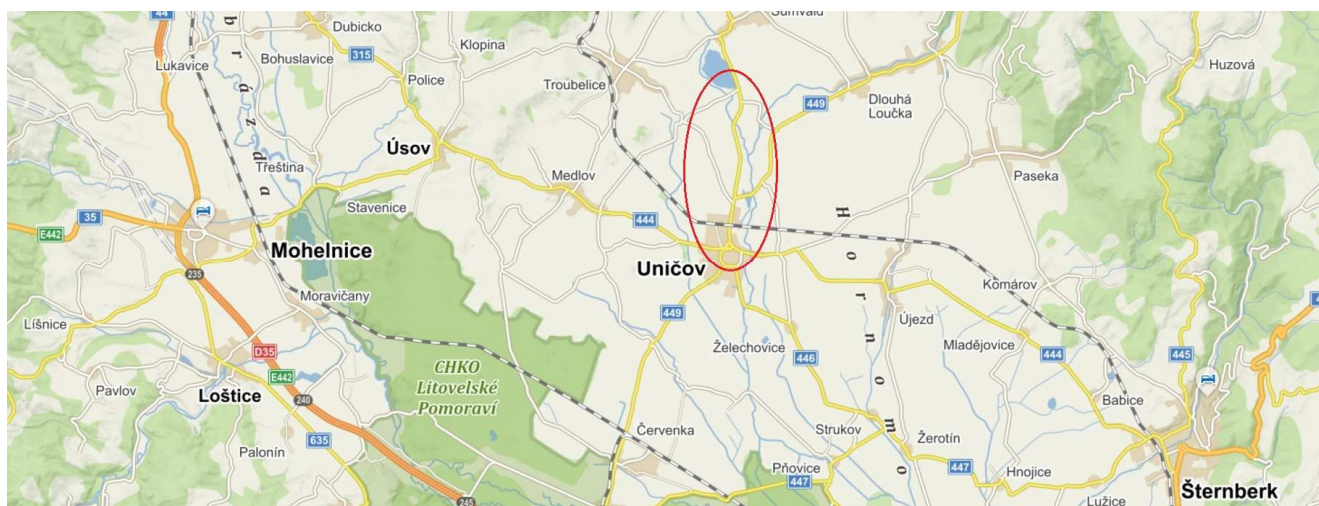 44
Dubicko
Šumvald
Lukavice
Bohuslavice
315
Klopina
Huzová
b
r
á
z
d
a
Police
Troubelice
449
Dlouhá
Loučka
Úsov
Třeština
Medlov
Paseka
Stavenice
35
E442
444
H
o
r
n
o
m
o
Mohelnice
Uničov
235
Moravičany
Komárov
449
Újezd
Líšnice
D35
E442
Želechovice
446
Mladějovice
444
445
Pavlov
Loštice
CHKO
Litovelské
Pomoraví
240
Babice
635
Palonín
Červenka
Strukov
Žerotín
Pňovice
447
447
Hnojice
245
Lužice
Šternberk